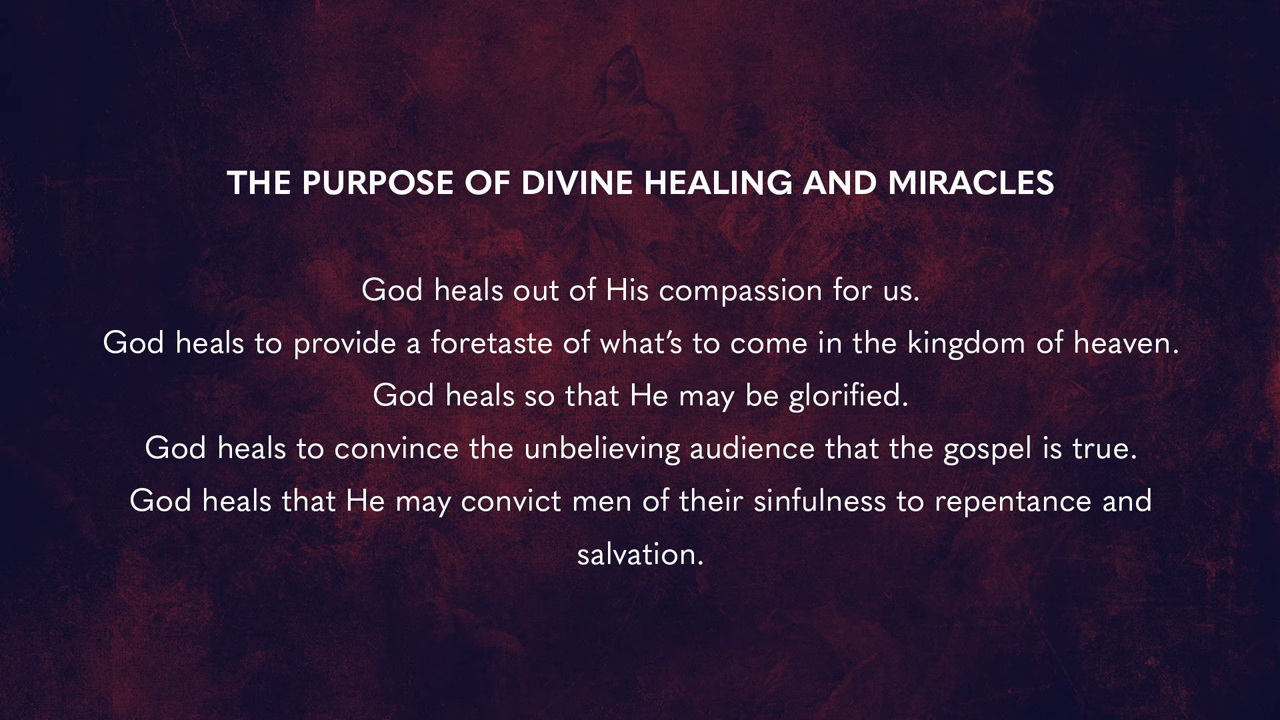 THE PURPOSE OF DIVINE HEALING AND MIRACLES
God heals out of His compassion for us.
God heals to provide a foretaste of what’s to come in the kingdom of heaven.
God heals so that He may be glorified.
God heals to convince the unbelieving audience that the gospel is true.
God heals that He may convict men of their sinfulness to repentance and
salvation.